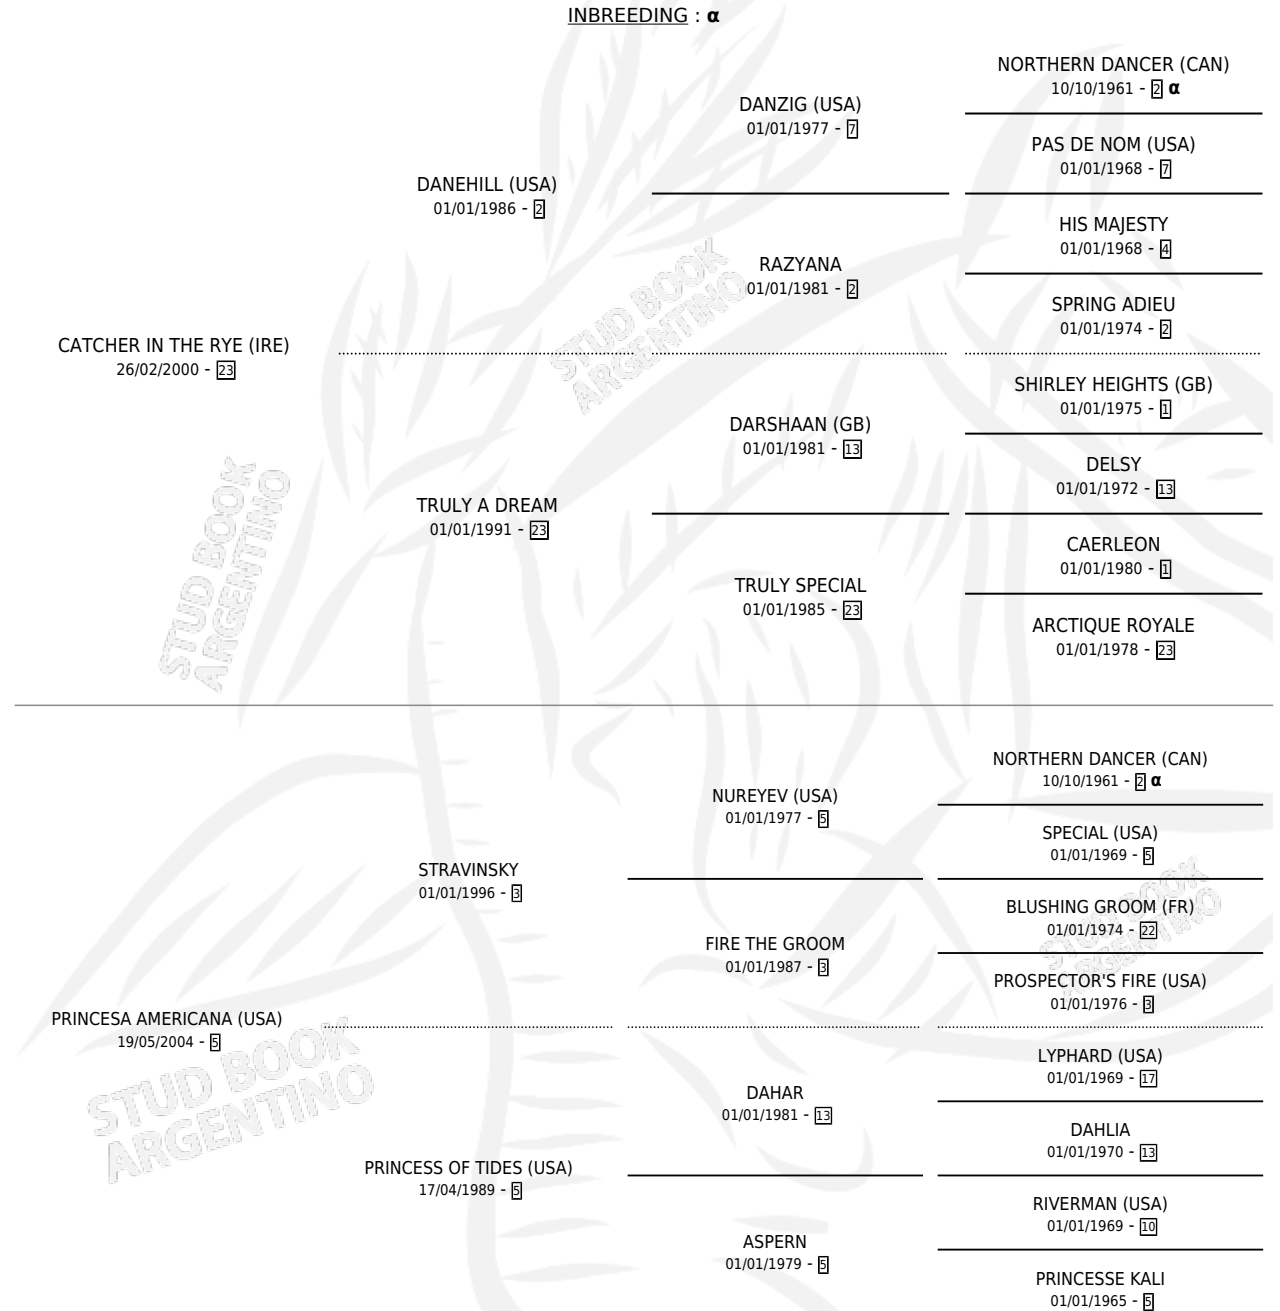 INBREEDING : α
NORTHERN DANCER (CAN)
10/10/1961 - 2 α
DANZIG (USA)
01/01/1977 - 7
PAS DE NOM (USA)
01/01/1968 - 7
DANEHILL (USA)
01/01/1986 - 2
HIS MAJESTY
01/01/1968 - 4
RAZYANA
01/01/1981 - 2
SPRING ADIEU
01/01/1974 - 2
CATCHER IN THE RYE (IRE)
26/02/2000 - 23
SHIRLEY HEIGHTS (GB)
01/01/1975 - 1
DARSHAAN (GB)
01/01/1981 - 13
DELSY
01/01/1972 - 13
TRULY A DREAM
01/01/1991 - 23
CAERLEON
01/01/1980 - 1
TRULY SPECIAL
01/01/1985 - 23
ARCTIQUE ROYALE
01/01/1978 - 23
STUD BOOK
ARGENTINO
STUD BOOK
ARGENTINO
NORTHERN DANCER (CAN)
10/10/1961 - 2 α
NUREYEV (USA)
01/01/1977 - 5
SPECIAL (USA)
01/01/1969 - 5
STRAVINSKY
01/01/1996 - 3
BLUSHING GROOM (FR)
01/01/1974 - 22
FIRE THE GROOM
01/01/1987 - 3
PROSPECTOR'S FIRE (USA)
01/01/1976 - 3
PRINCESA AMERICANA (USA)
19/05/2004 - 5
LYPHARD (USA)
01/01/1969 - 17
DAHAR
01/01/1981 - 13
DAHLIA
01/01/1970 - 13
PRINCESS OF TIDES (USA)
17/04/1989 - 5
RIVERMAN (USA)
01/01/1969 - 10
ASPERN
01/01/1979 - 5
PRINCESSE KALI
01/01/1965 - 5
STUD BOOK
ARGENTINO
STUD BOOK
ARGENTINO